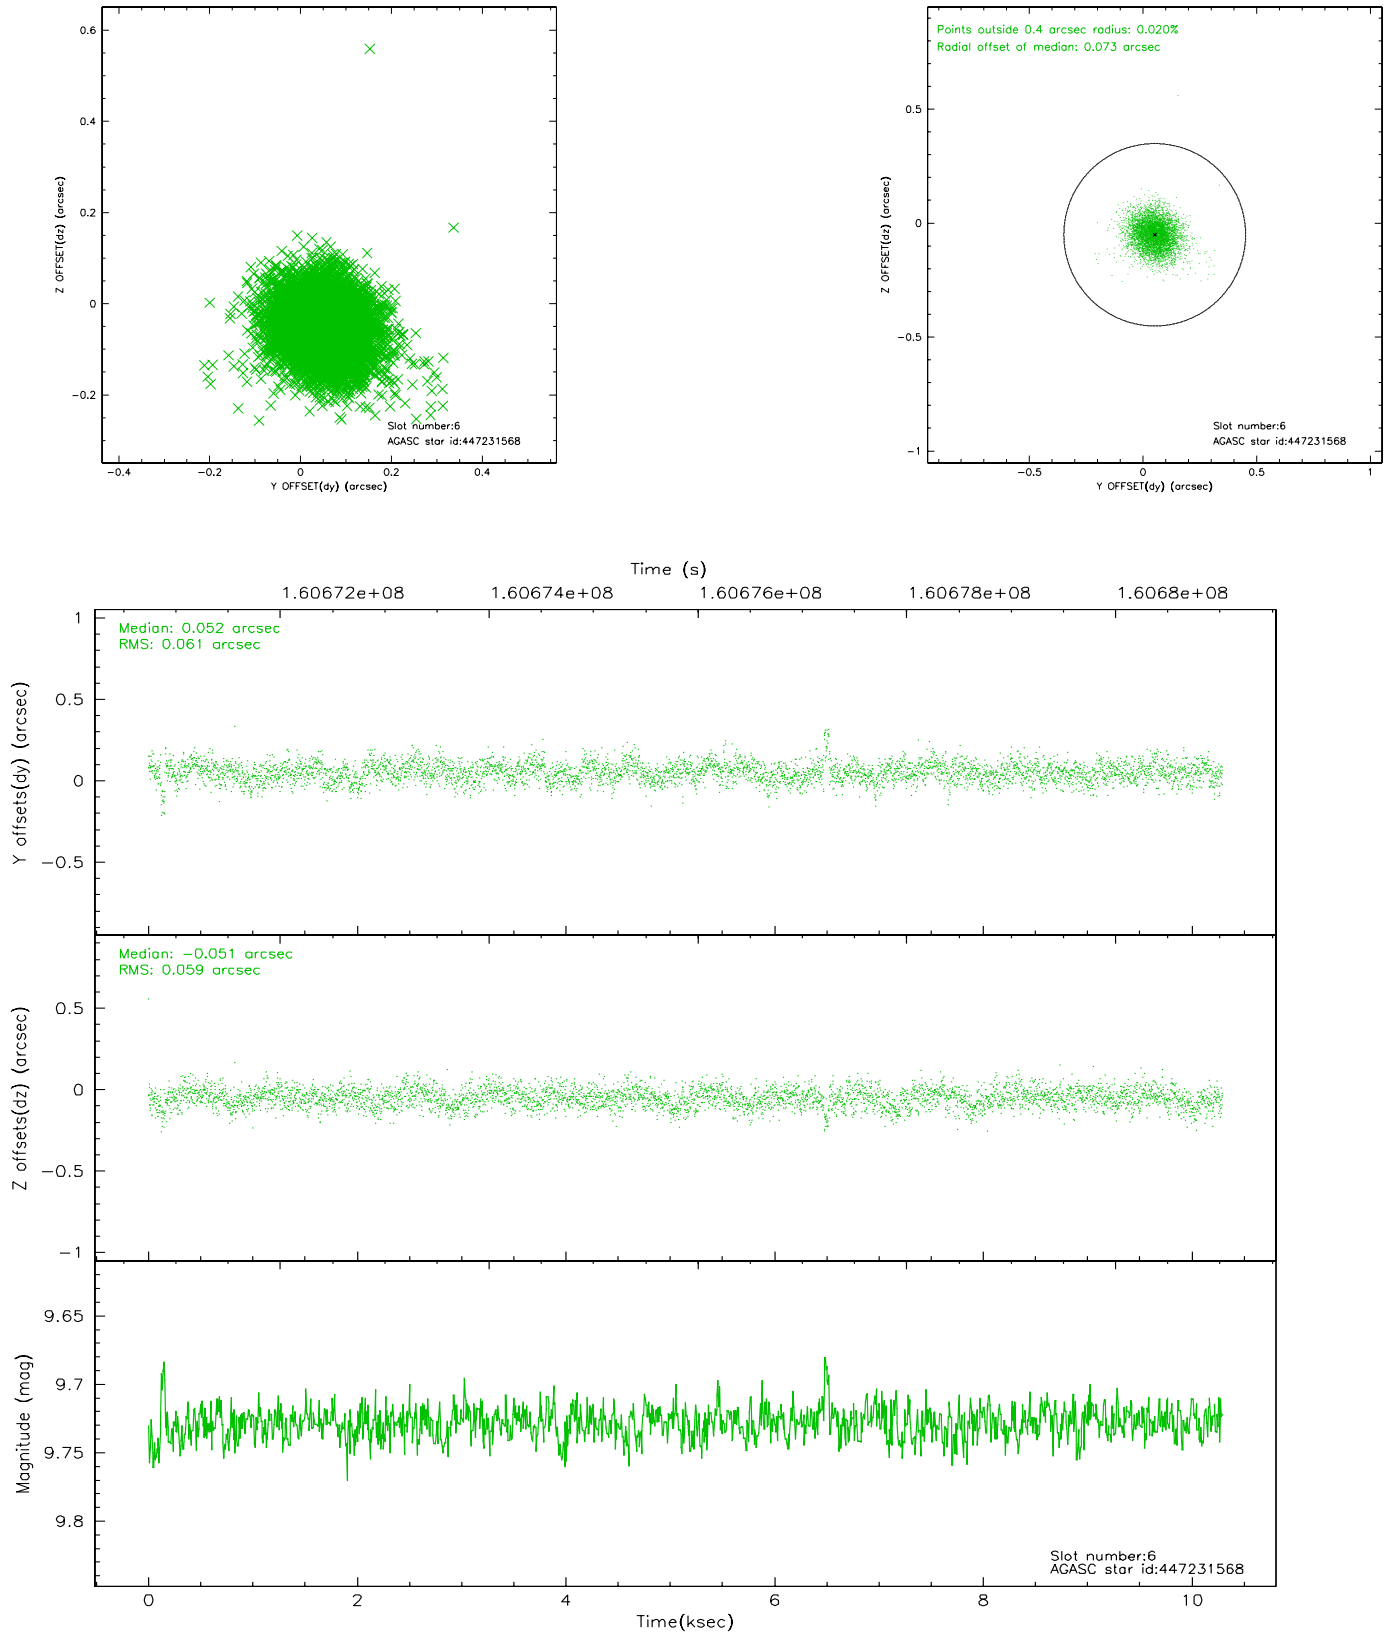 0.6
0.4
0.2
0
−0.2
Z OFFSET(dz) (arcsec)
Slot number:6
AGASC star id:447231568
−0.4 −0.2 0 0.2 0.4
Y OFFSET(dy) (arcsec)
Points outside 0.4 arcsec radius: 0.020%
Radial offset of median: 0.073 arcsec
0.5
0
−0.5
−1
Z OFFSET(dz) (arcsec)
Slot number:6
AGASC star id:447231568
−0.5 0 0.5 1
Y OFFSET(dy) (arcsec)
Time (s)
1.60672e+08 1.60674e+08 1.60676e+08 1.60678e+08 1.6068e+08
Median: 0.052 arcsec
RMS: 0.061 arcsec
1
0.5
0
−0.5
Y offsets(dy) (arcsec)
Median: −0.051 arcsec
RMS: 0.059 arcsec
0.5
0
−0.5
−1
Z offsets(dz) (arcsec)
9.65
9.7
9.75
9.8
Magnitude (mag)
Slot number:6
AGASC star id:447231568
0 2 4 6 8 10
Time(ksec)